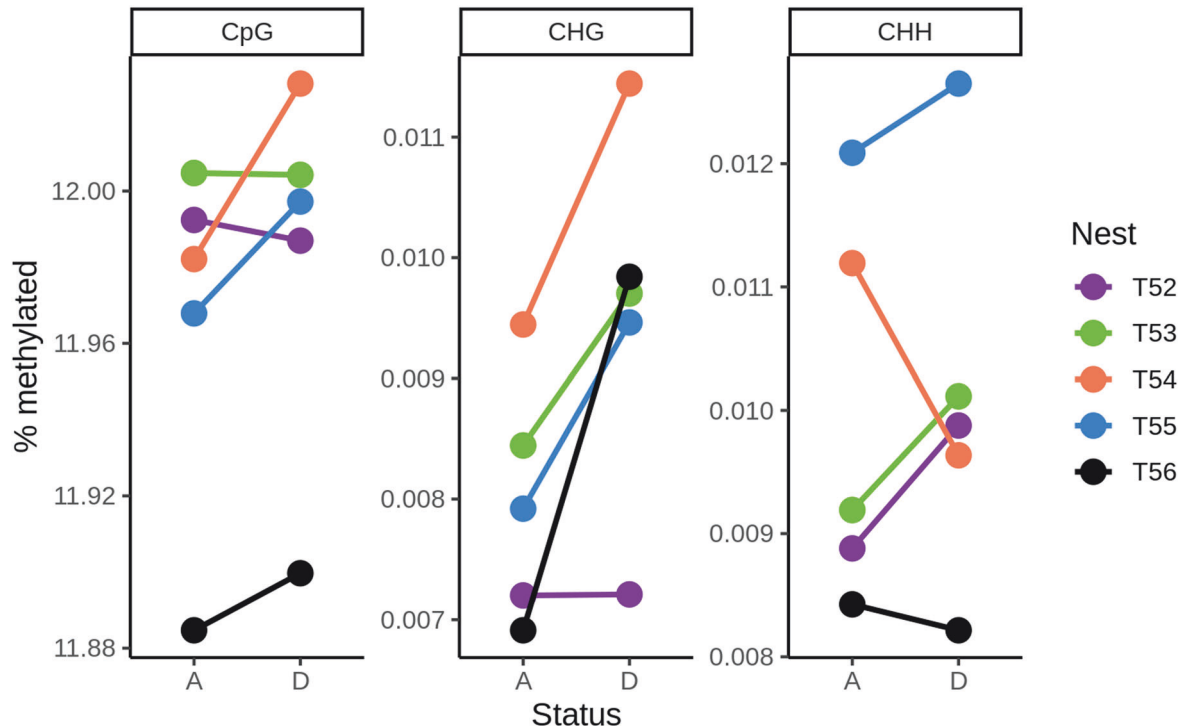 CpG
CHG
CHH
% methylated
12.00
11.96
11.92
11.88
0.011
0.010
0.009
0.008
0.007
0.012
0.011
0.010
0.009
0.008
A
D
A
D
A
D
Status
Nest
T52
T53
T54
T55
T56